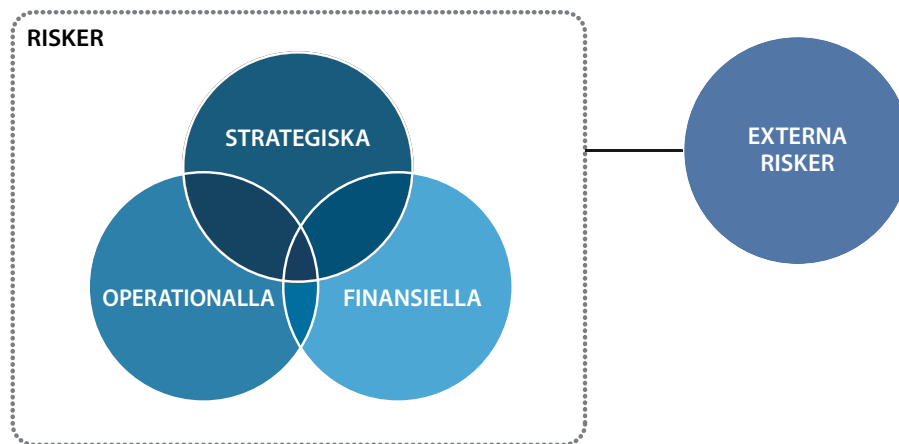 RISKER
STRATEGISKA
EXTERNA
RISKER
OPERATIONALLA
FINANSIELLA